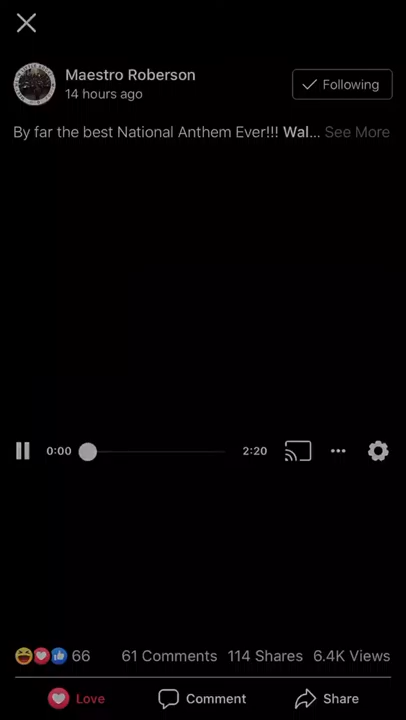 Maestro Roberson
Following
14 hours ago
By far the best National Anthem Ever!!! Wal... See More
0:00
2:20
66
61 Comments 114 Shares 6.4K Views
Love
Comment
Share